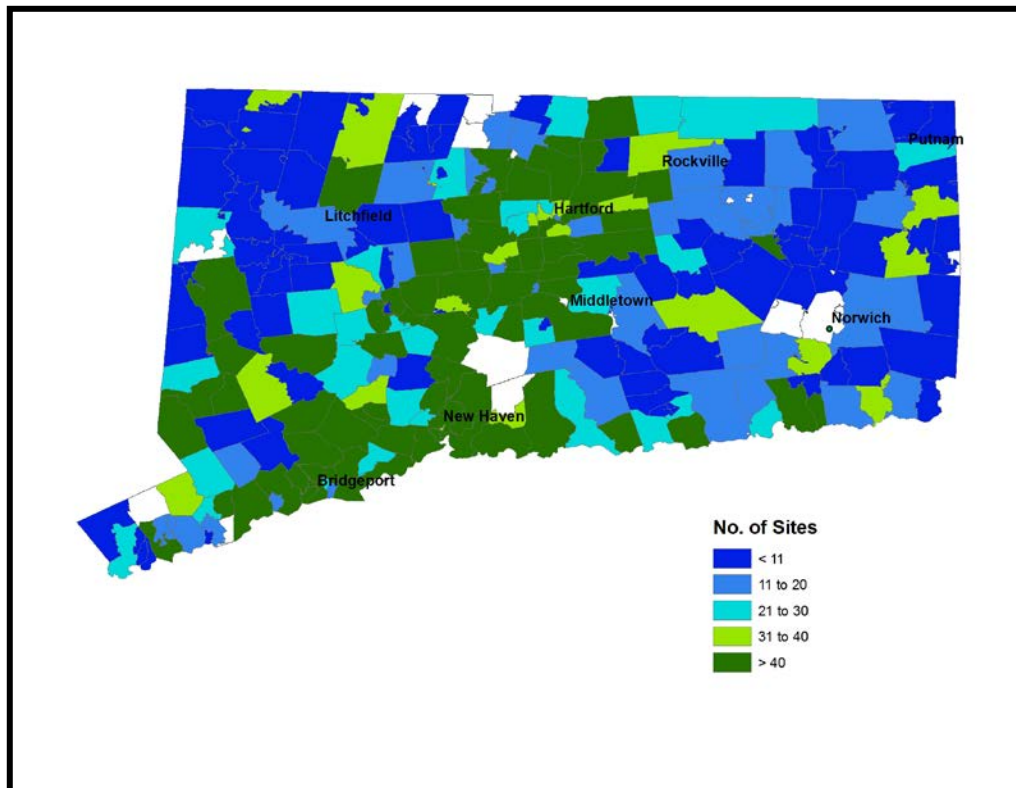 Putnam
Rockville
Hartford
Litchfield
Middletown
Norwich
New Haven
Bridgeport
No. of Sites
< 11
11 to 20
21 to 30
31 to 40
> 40